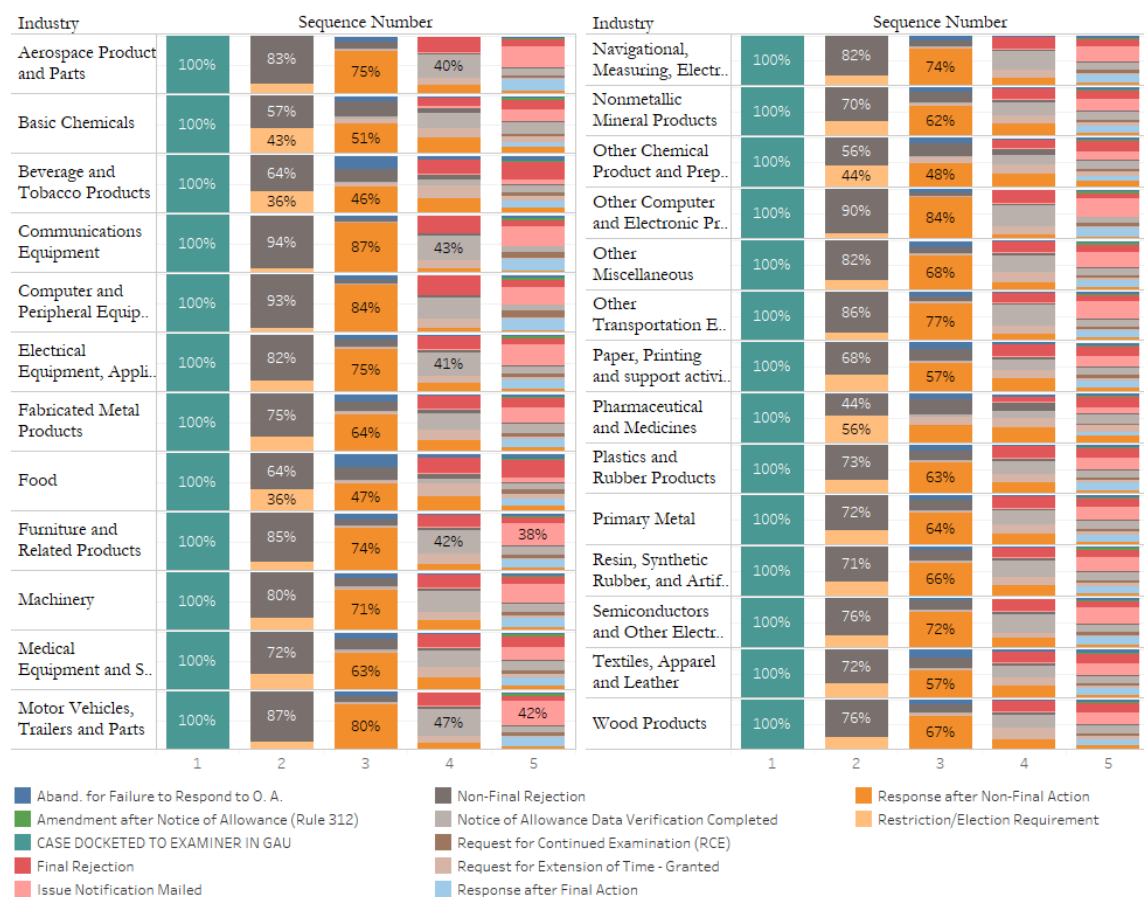 Industry Sequence Number
Aerospace Product
and Parts
100% 83% 75% 40%
Basic Chemicals
100% 57% 43% 51%
Beverage and
Tobacco Products
100% 64% 36% 46%
Communications
Equipment
100% 94% 87% 43%
Computer and
Peripheral Equip..
100% 93% 84%
Electrical
Equipment, Appli..
100% 82% 75% 41%
Fabricated Metal
Products
100% 75% 64%
Food
100% 64% 36% 47%
Furniture and
Related Products
100% 85% 74% 42% 38%
Machinery
100% 80% 71%
Medical
Equipment and S..
100% 72% 63%
Motor Vehicles,
Trailers and Parts
100% 87% 80% 47% 42%
1 2 3 4 5
Industry Sequence Number
Navigational,
Measuring, Electr..
100% 82% 74%
Nonmetallic
Mineral Products
100% 70% 62%
Other Chemical
Product and Prep..
100% 56% 44% 48%
Other Computer
and Electronic Pr..
100% 90% 84%
Other
Miscellaneous
100% 82% 68%
Other
Transportation E..
100% 86% 77%
Paper, Printing
and support activi..
100% 68% 57%
Pharmaceutical
and Medicines
100% 44% 56%
Plastics and
Rubber Products
100% 73% 63%
Primary Metal
100% 72% 64%
Resin, Synthetic
Rubber, and Artif..
100% 71% 66%
Semiconductors
and Other Electr..
100% 76% 72%
Textiles, Apparel
and Leather
100% 72% 57%
Wood Products
100% 76% 67%
1 2 3 4 5
Aband. for Failure to Respond to O. A.
Amendment after Notice of Allowance (Rule 312)
CASE DOCKETED TO EXAMINER IN GAU
Final Rejection
Issue Notification Mailed
Non-Final Rejection
Notice of Allowance Data Verification Completed
Request for Continued Examination (RCE)
Request for Extension of Time - Granted
Response after Final Action
Response after Non-Final Action
Restriction/Election Requirement